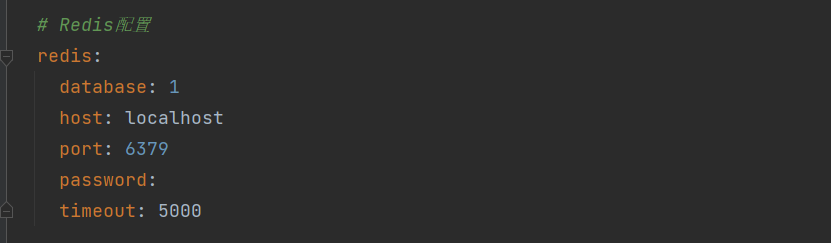 # Redis配置
redis:
  database: 1
  host: localhost
  port: 6379
  password:
  timeout: 5000